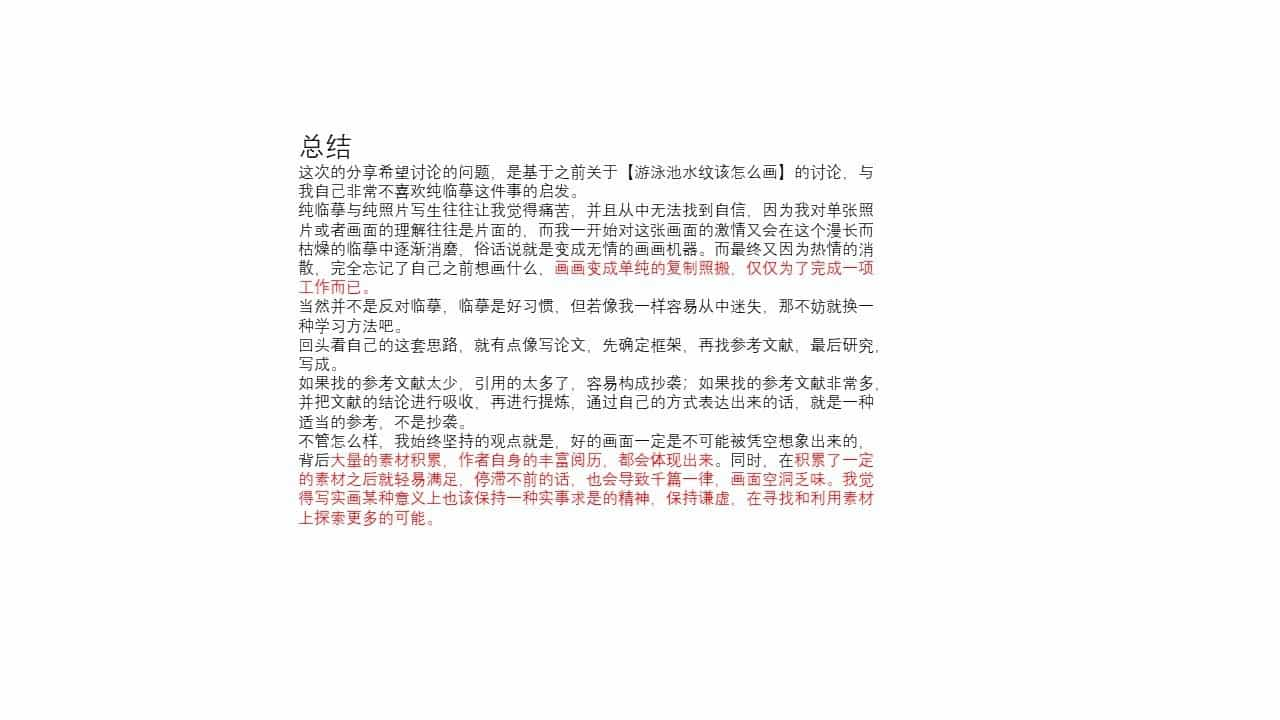 总结
这次的分享希望讨论的问题，是基于之前关于【游泳池水纹该怎么画】的讨论，与
我自己非常不喜欢纯临摹这件事的启发。
纯临摹与纯照片写生往往让我觉得痛苦，并且从中无法找到自信，因为我对单张照
片或者画面的理解往往是片面的，而我一开始对这张画面的激情又会在这个漫长而
枯燥的临摹中逐渐消磨，俗话说就是变成无情的画画机器。而最终又因为热情的消
散，完全忘记了自己之前想画什么，画画变成单纯的复制照搬，仅仅为了完成一项
工作而已。
当然并不是反对临摹，临摹是好习惯，但若像我一样容易从中迷失，那不妨就换一
种学习方法吧。
回头看自己的这套思路，就有点像写论文，先确定框架，再找参考文献，最后研究，
写成。
如果找的参考文献太少，引用的太多了，容易构成抄袭；如果找的参考文献非常多，
并把文献的结论进行吸收，再进行提炼，通过自己的方式表达出来的话，就是一种
适当的参考，不是抄袭。
不管怎么样，我始终坚持的观点就是，好的画面一定是不可能被凭空想象出来的，
背后大量的素材积累，作者自身的丰富阅历，都会体现出来。同时，在积累了一定
的素材之后就轻易满足，停滞不前的话，也会导致千篇一律，画面空洞乏味。我觉
得写实画某种意义上也该保持一种实事求是的精神，保持谦虚，在寻找和利用素材
上探索更多的可能。